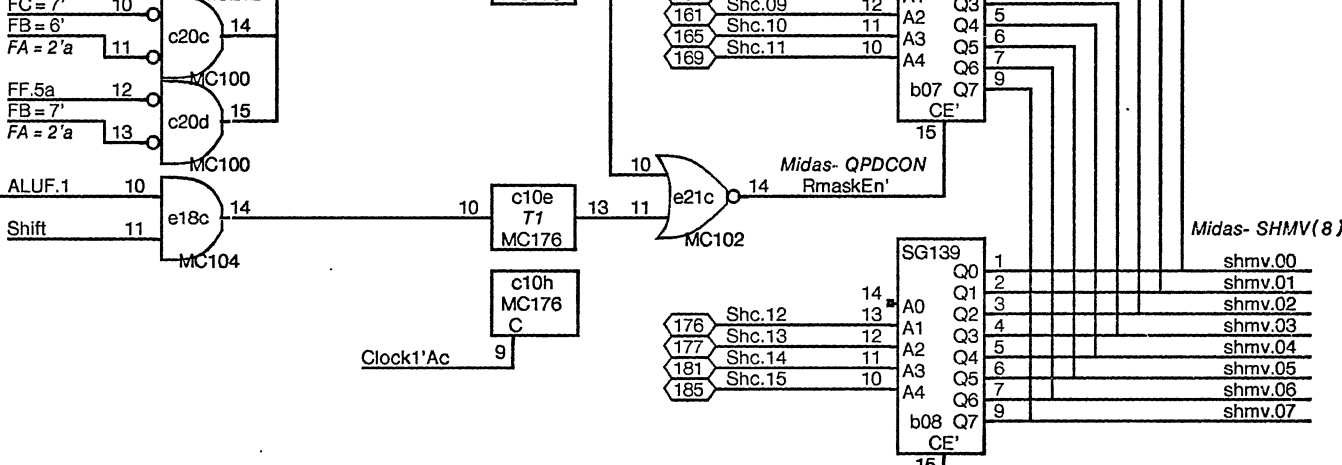 FC = 7' 10
FB = 6'
FA = 2'a 11
c20c
14
MC100
FF.5a 12
FB = 7'
FA = 2'a 13
c20d
15
MC100
ALUF.1 10
Shift 11
e18c
14
MC104
10
c10e
T1
MC176
13
c10h
MC176
C
9
Clock1'Ac
10
11
e21c
14
MC102
Midas- QPDCON
RmaskEn'
161 Shc.09 12 A2
165 Shc.10 11 A3
169 Shc.11 10 A4
Q3
Q4 5
Q5 6
Q6 7
b07 Q7 9
CE'
15
Midas- SHMV(8)
SG139
14 A0
176 Shc.12 13 A1
177 Shc.13 12 A2
181 Shc.14 11 A3
185 Shc.15 10 A4
Q0 1 shmv.00
Q1 2 shmv.01
Q2 3 shmv.02
Q3 4 shmv.03
Q4 5 shmv.04
Q5 6 shmv.05
Q6 7 shmv.06
b08 Q7 9 shmv.07
CE'
15